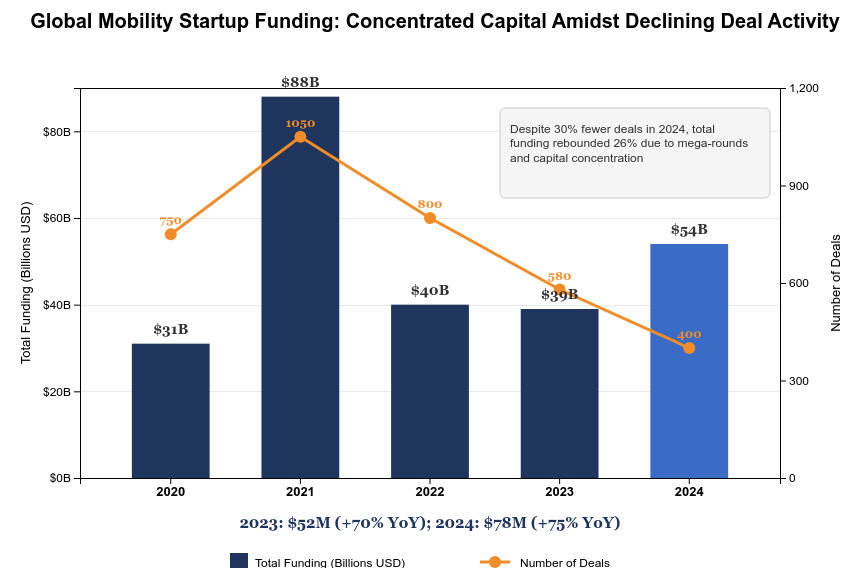 Global Mobility Startup Funding: Concentrated Capital Amidst Declining Deal Activity
$88B
1,200
1050
Despite 30% fewer deals in 2024, total
funding rebounded 26% due to mega-rounds
and capital concentration
$80B
900
800
750
$60B
$54B
Total Funding (Billions USD)
Number of Deals
580
600
$40B
$39B
$40B
400
$31B
$20B
300
$0B
0
2020
2021
2022
2023
2024
2023: $52M (+70% YoY); 2024: $78M (+75% YoY)
Total Funding (Billions USD)
Number of Deals